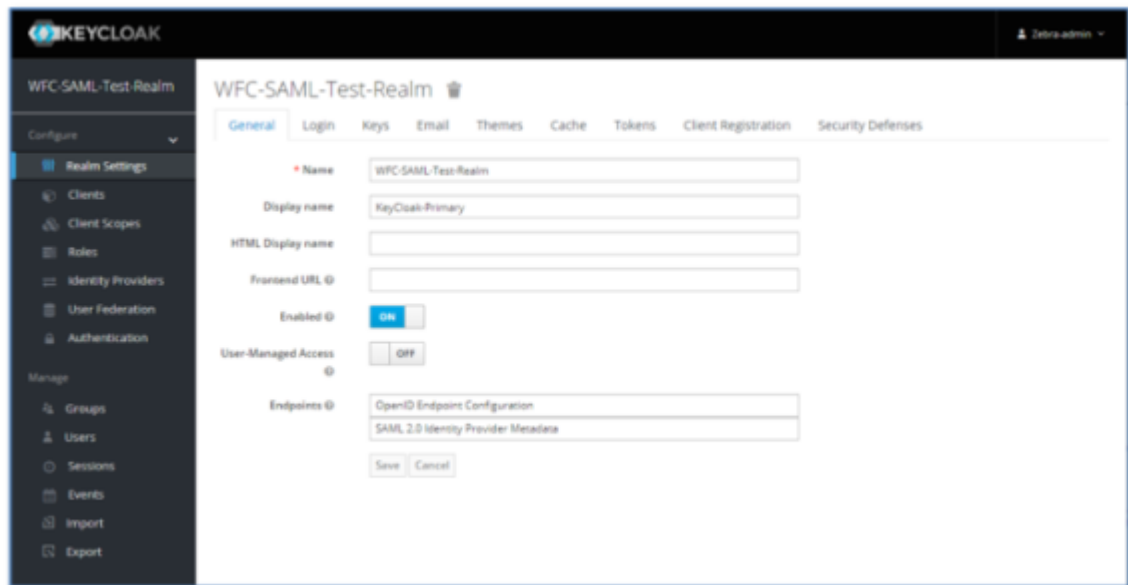 KEYCLOAK
Zebra-admin
WFC-SAML-Test-Realm
Configure
Realm Settings
Clients
Client Scopes
Roles
Identity Providers
User Federation
Authentication
Manage
Groups
Users
Sessions
Events
Import
Export
WFC-SAML-Test-Realm
General Login Keys Email Themes Cache Tokens Client Registration Security Defenses
* Name WFC-SAML-Test-Realm
Display name KeyCloak-Primary
HTML Display name
Frontend URL
Enabled ON
User-Managed Access OFF
Endpoints OpenID Endpoint Configuration
SAML 2.0 Identity Provider Metadata
Save Cancel